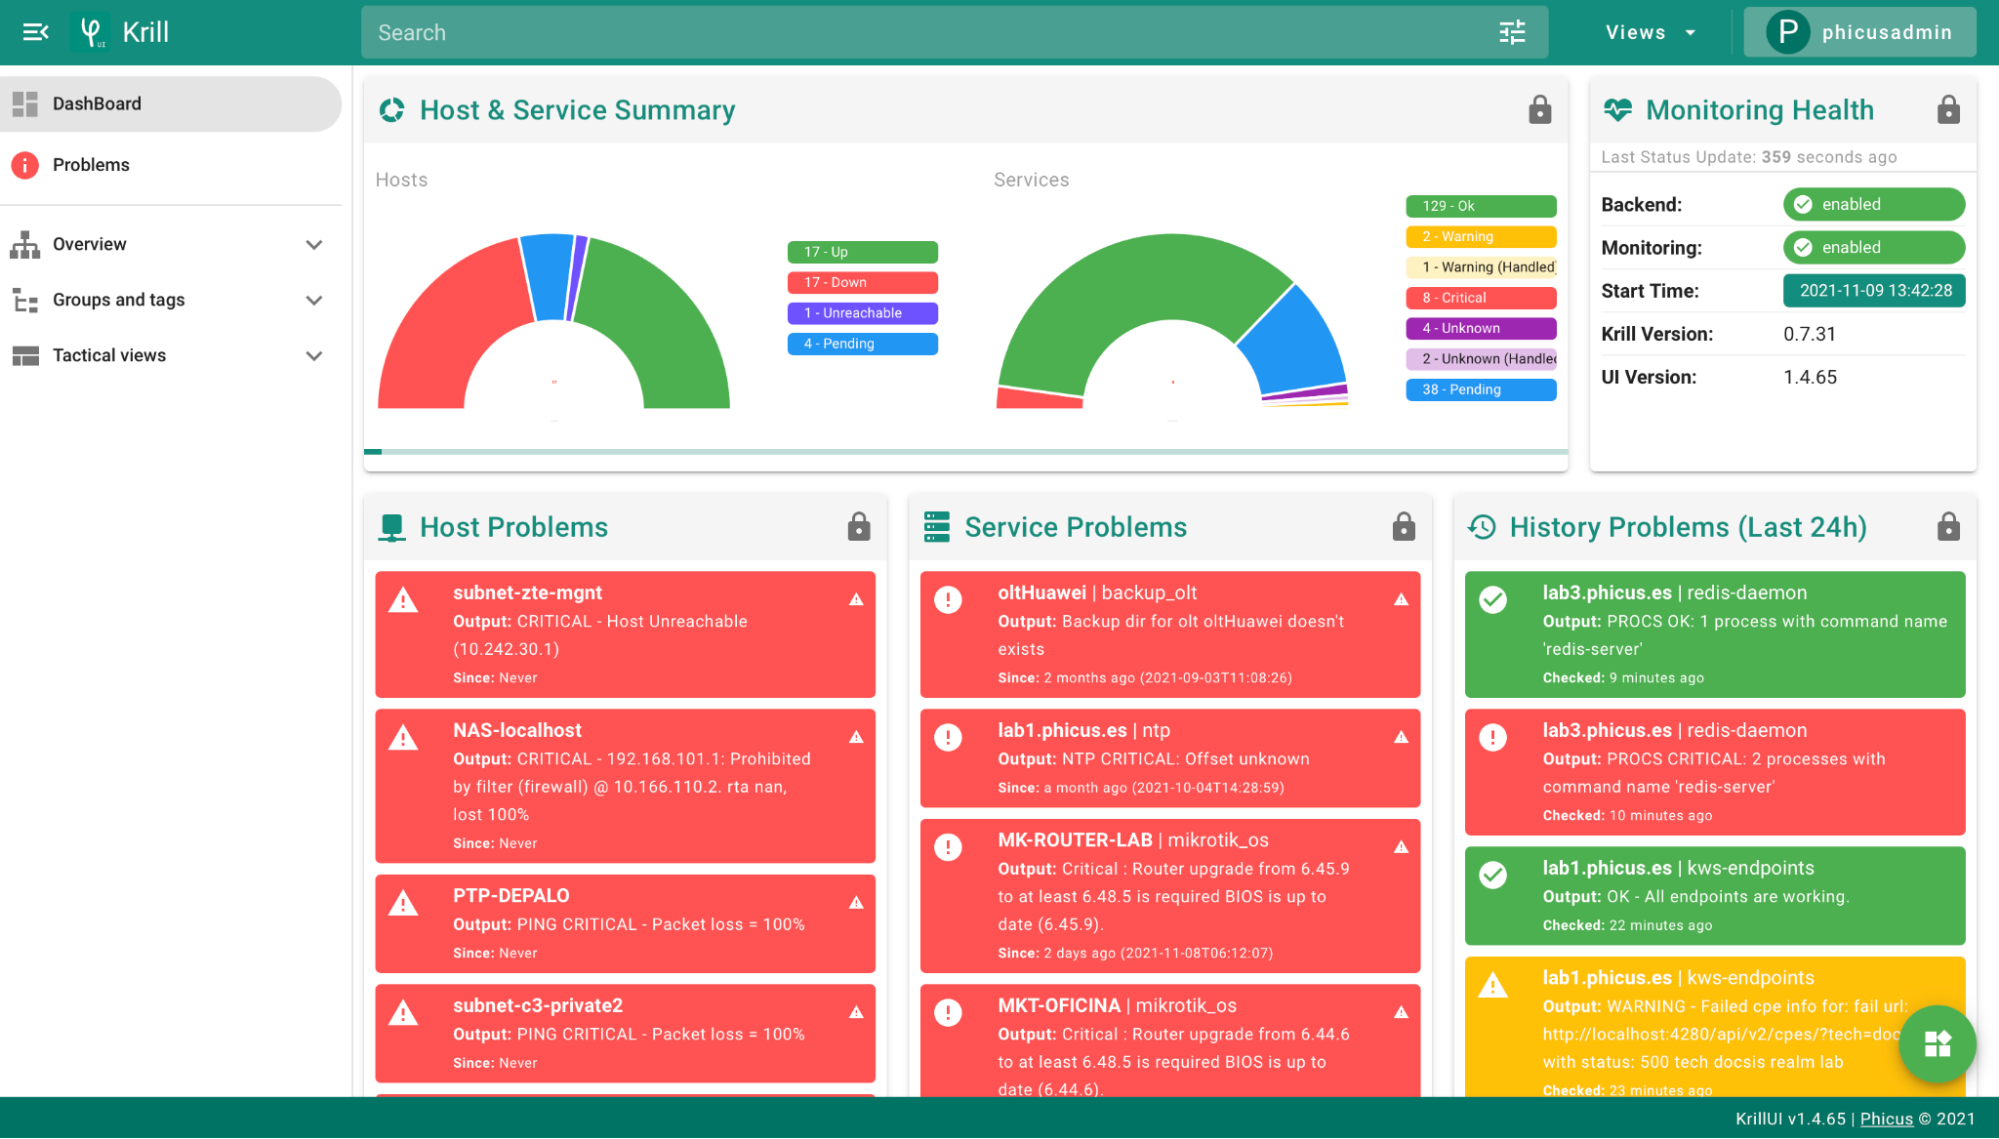 UI
Krill
Search
Views
P
phicusadmin
DashBoard
Problems
Overview
Groups and tags
Tactical views
Host & Service Summary
Hosts
17 - Up
17 - Down
1 - Unreachable
4 - Pending
Services
129 - Ok
2 - Warning
1 - Warning (Handled)
8 - Critical
4 - Unknown
2 - Unknown (Handle
38 - Pending
Monitoring Health
Last Status Update: 359 seconds ago
Backend: enabled
Monitoring: enabled
Start Time: 2021-11-09 13:42:28
Krill Version: 0.7.31
UI Version: 1.4.65
Host Problems
subnet-zte-mgnt
Output: CRITICAL - Host Unreachable
(10.242.30.1)
Since: Never
NAS-localhost
Output: CRITICAL - 192.168.101.1: Prohibited
by filter (firewall) @ 10.166.110.2. rta nan,
lost 100%
Since: Never
PTP-DEPALO
Output: PING CRITICAL - Packet loss = 100%
Since: Never
subnet-c3-private2
Output: PING CRITICAL - Packet loss = 100%
Since: Never
Service Problems
oltHuawei | backup_olt
Output: Backup dir for olt oltHuawei doesn't
exists
Since: 2 months ago (2021-09-03T11:08:26)
lab1.phicus.es | ntp
Output: NTP CRITICAL: Offset unknown
Since: a month ago (2021-10-04T14:28:59)
MK-ROUTER-LAB | mikrotik_os
Output: Critical : Router upgrade from 6.45.9
to at least 6.48.5 is required BIOS is up to
date (6.45.9).
Since: 2 days ago (2021-11-08T06:12:07)
MKT-OFICINA | mikrotik_os
Output: Critical : Router upgrade from 6.44.6
to at least 6.48.5 is required BIOS is up to
date (6.44.6).
History Problems (Last 24h)
lab3.phicus.es | redis-daemon
Output: PROCS OK: 1 process with command name
'redis-server'
Checked: 9 minutes ago
lab3.phicus.es | redis-daemon
Output: PROCS CRITICAL: 2 processes with
command name 'redis-server'
Checked: 10 minutes ago
lab1.phicus.es | kws-endpoints
Output: OK - All endpoints are working.
Checked: 22 minutes ago
lab1.phicus.es | kws-endpoints
Output: WARNING - Failed cpe info for: fail url:
http://localhost:4280/api/v2/cpes/?tech=doc
with status: 500 tech docsis realm lab
Checked: 23 minutes ago
KrillUI v1.4.65 | Phicus © 2021